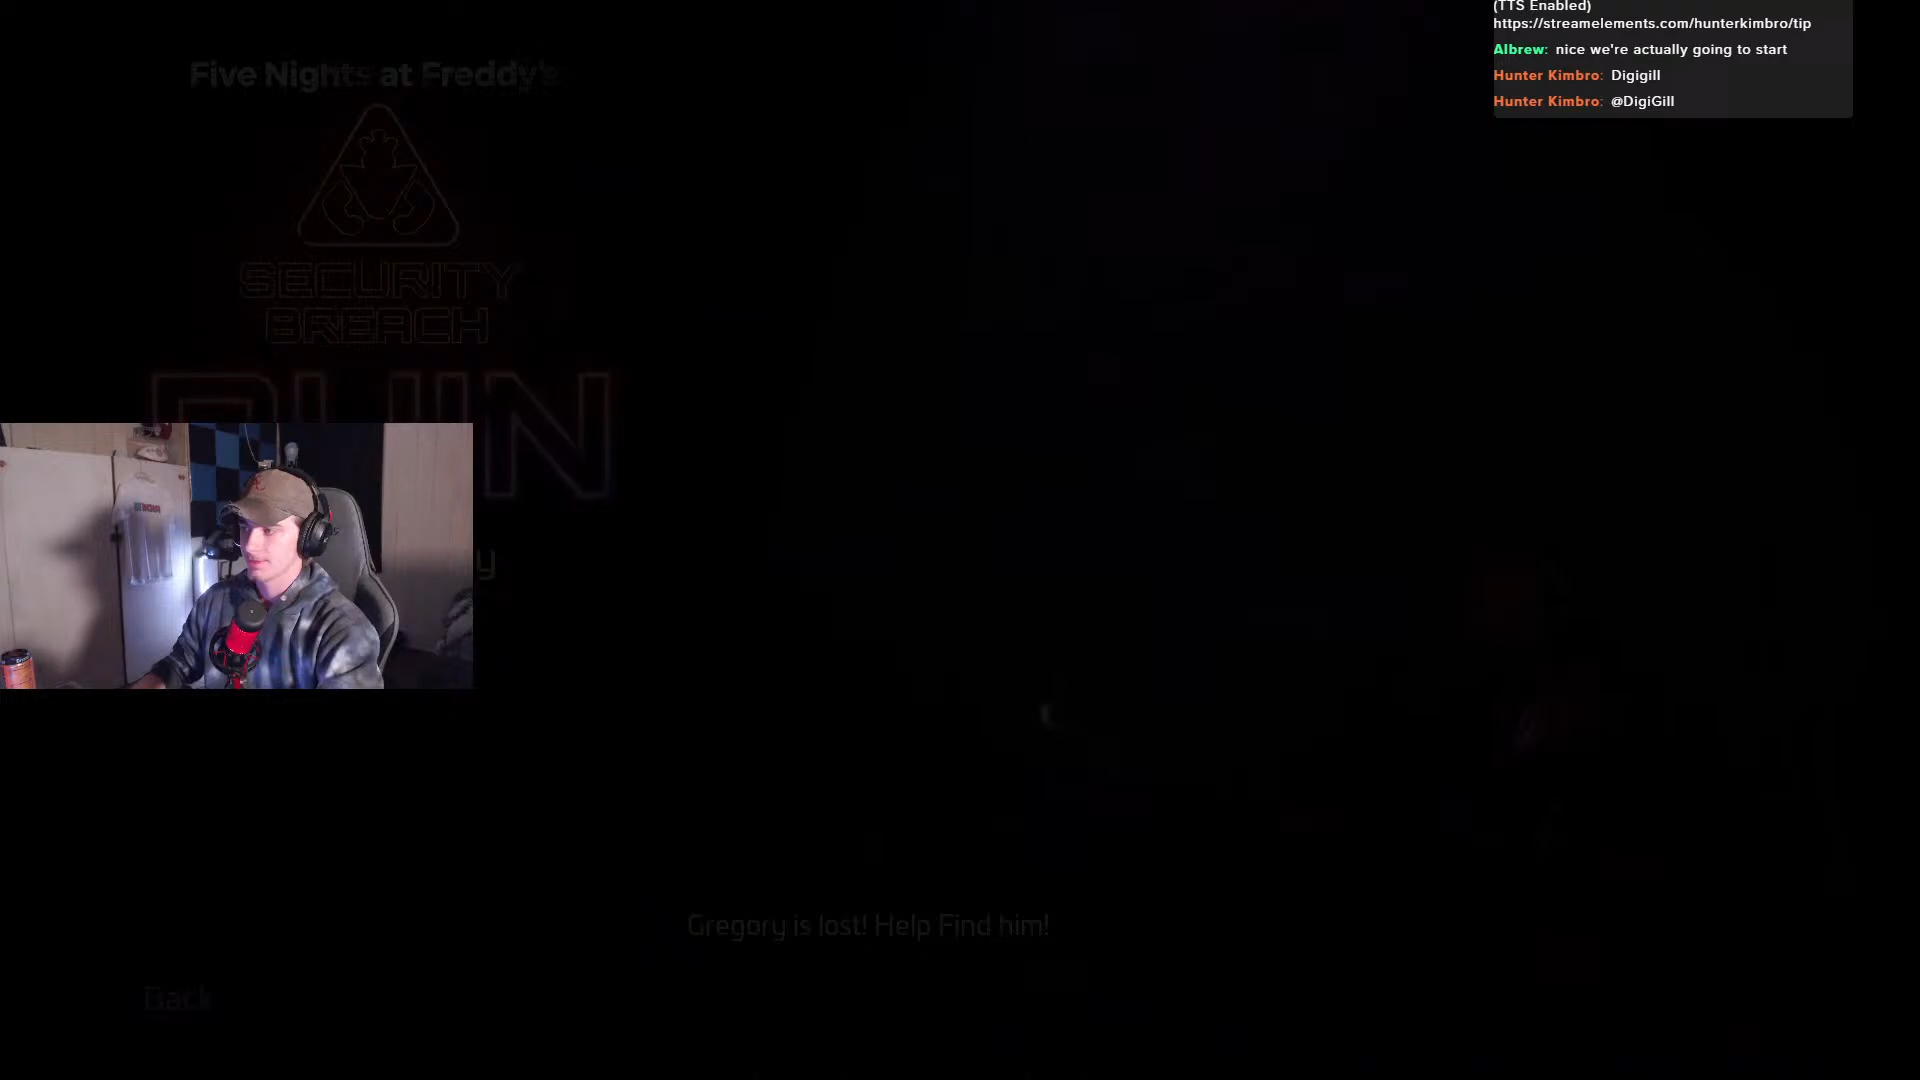 (TTS Enabled)
https://streamelements.com/hunterkimbro/tip
Albrew: nice we're actually going to start
Hunter Kimbro: Digigill
Hunter Kimbro: @DigiGill
Five Nights at Freddy's
SECURITY
BREACH
RUIN
Gregory is lost! Help Find him!
Back